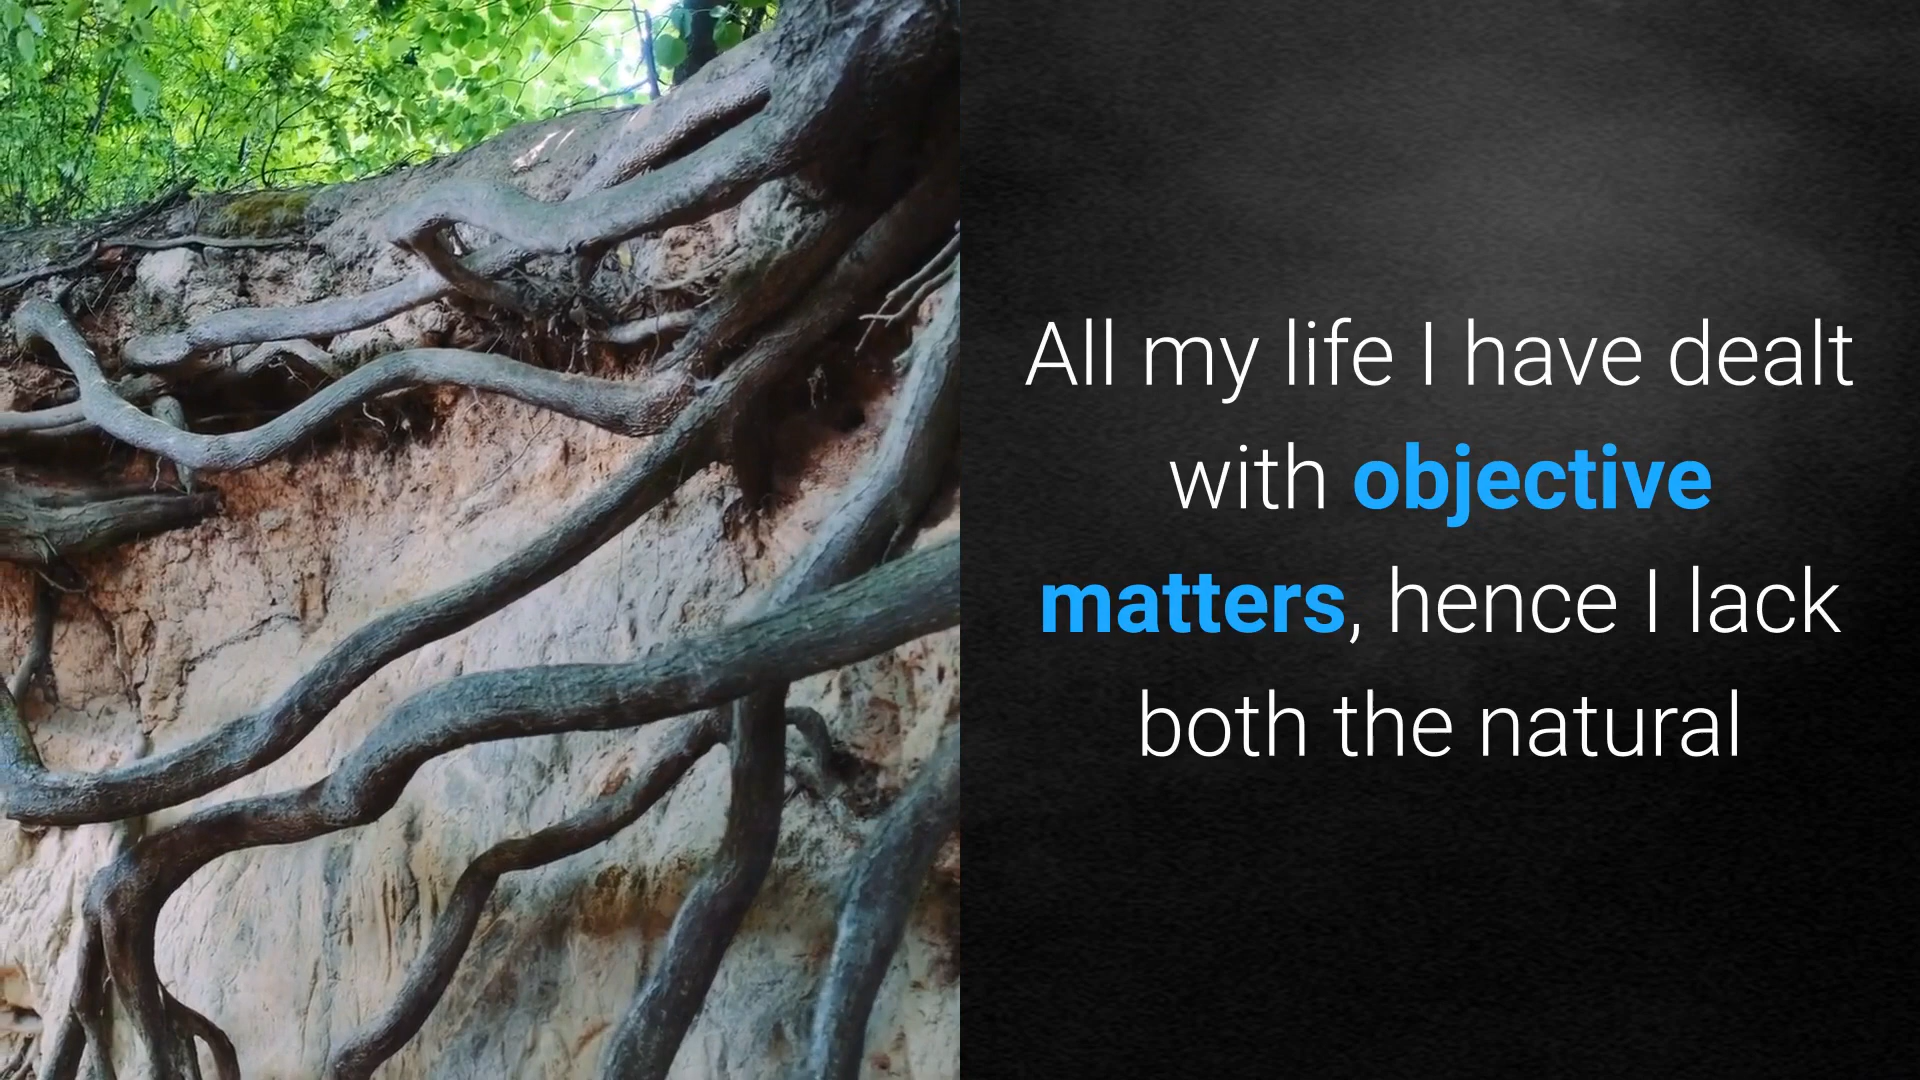 All my life I have dealt
with objective
matters, hence I lack
both the natural